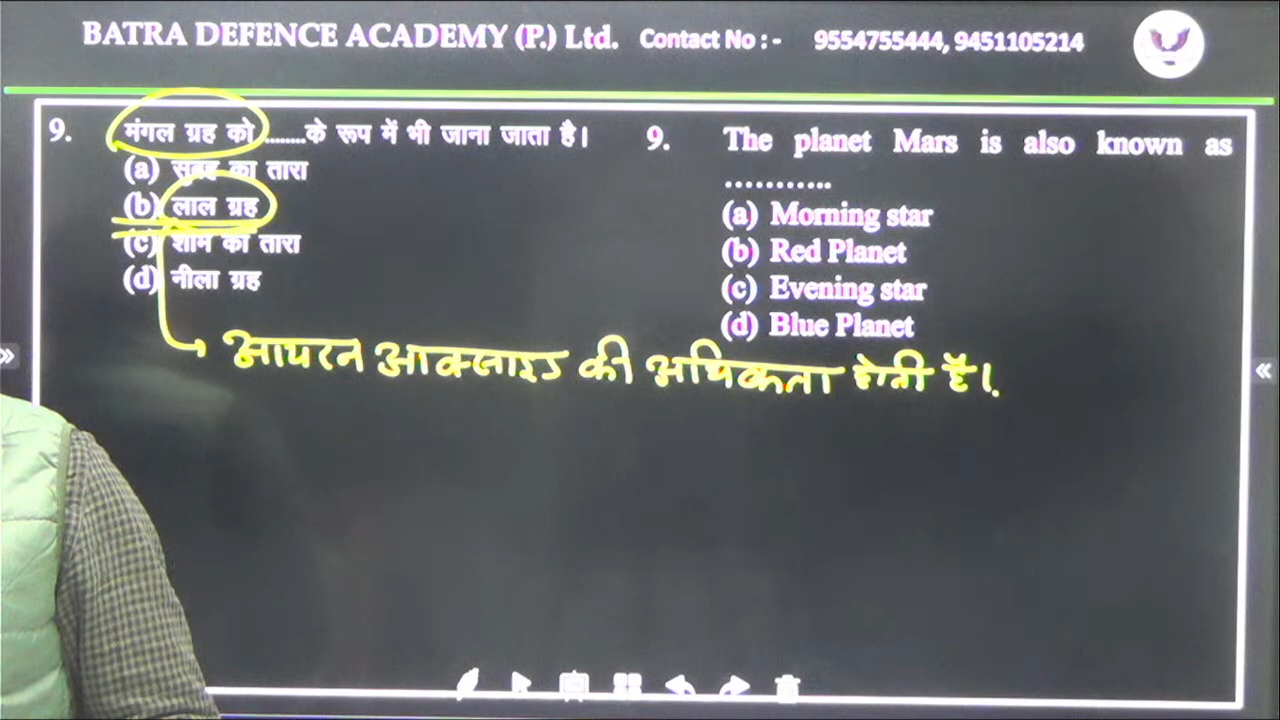 BATRA DEFENCE ACADEMY (P.) Ltd. Contact No : - 9554755444, 9451105214
9. मंगल ग्रह को ........के रूप में भी जाना जाता है।
(a) सुबह का तारा
(b) लाल ग्रह
(c) शाम का तारा
(d) नीला ग्रह
9. The planet Mars is also known as
............
(a) Morning star
(b) Red Planet
(c) Evening star
(d) Blue Planet
आयरन आक्साइड की अधिकता होती है।